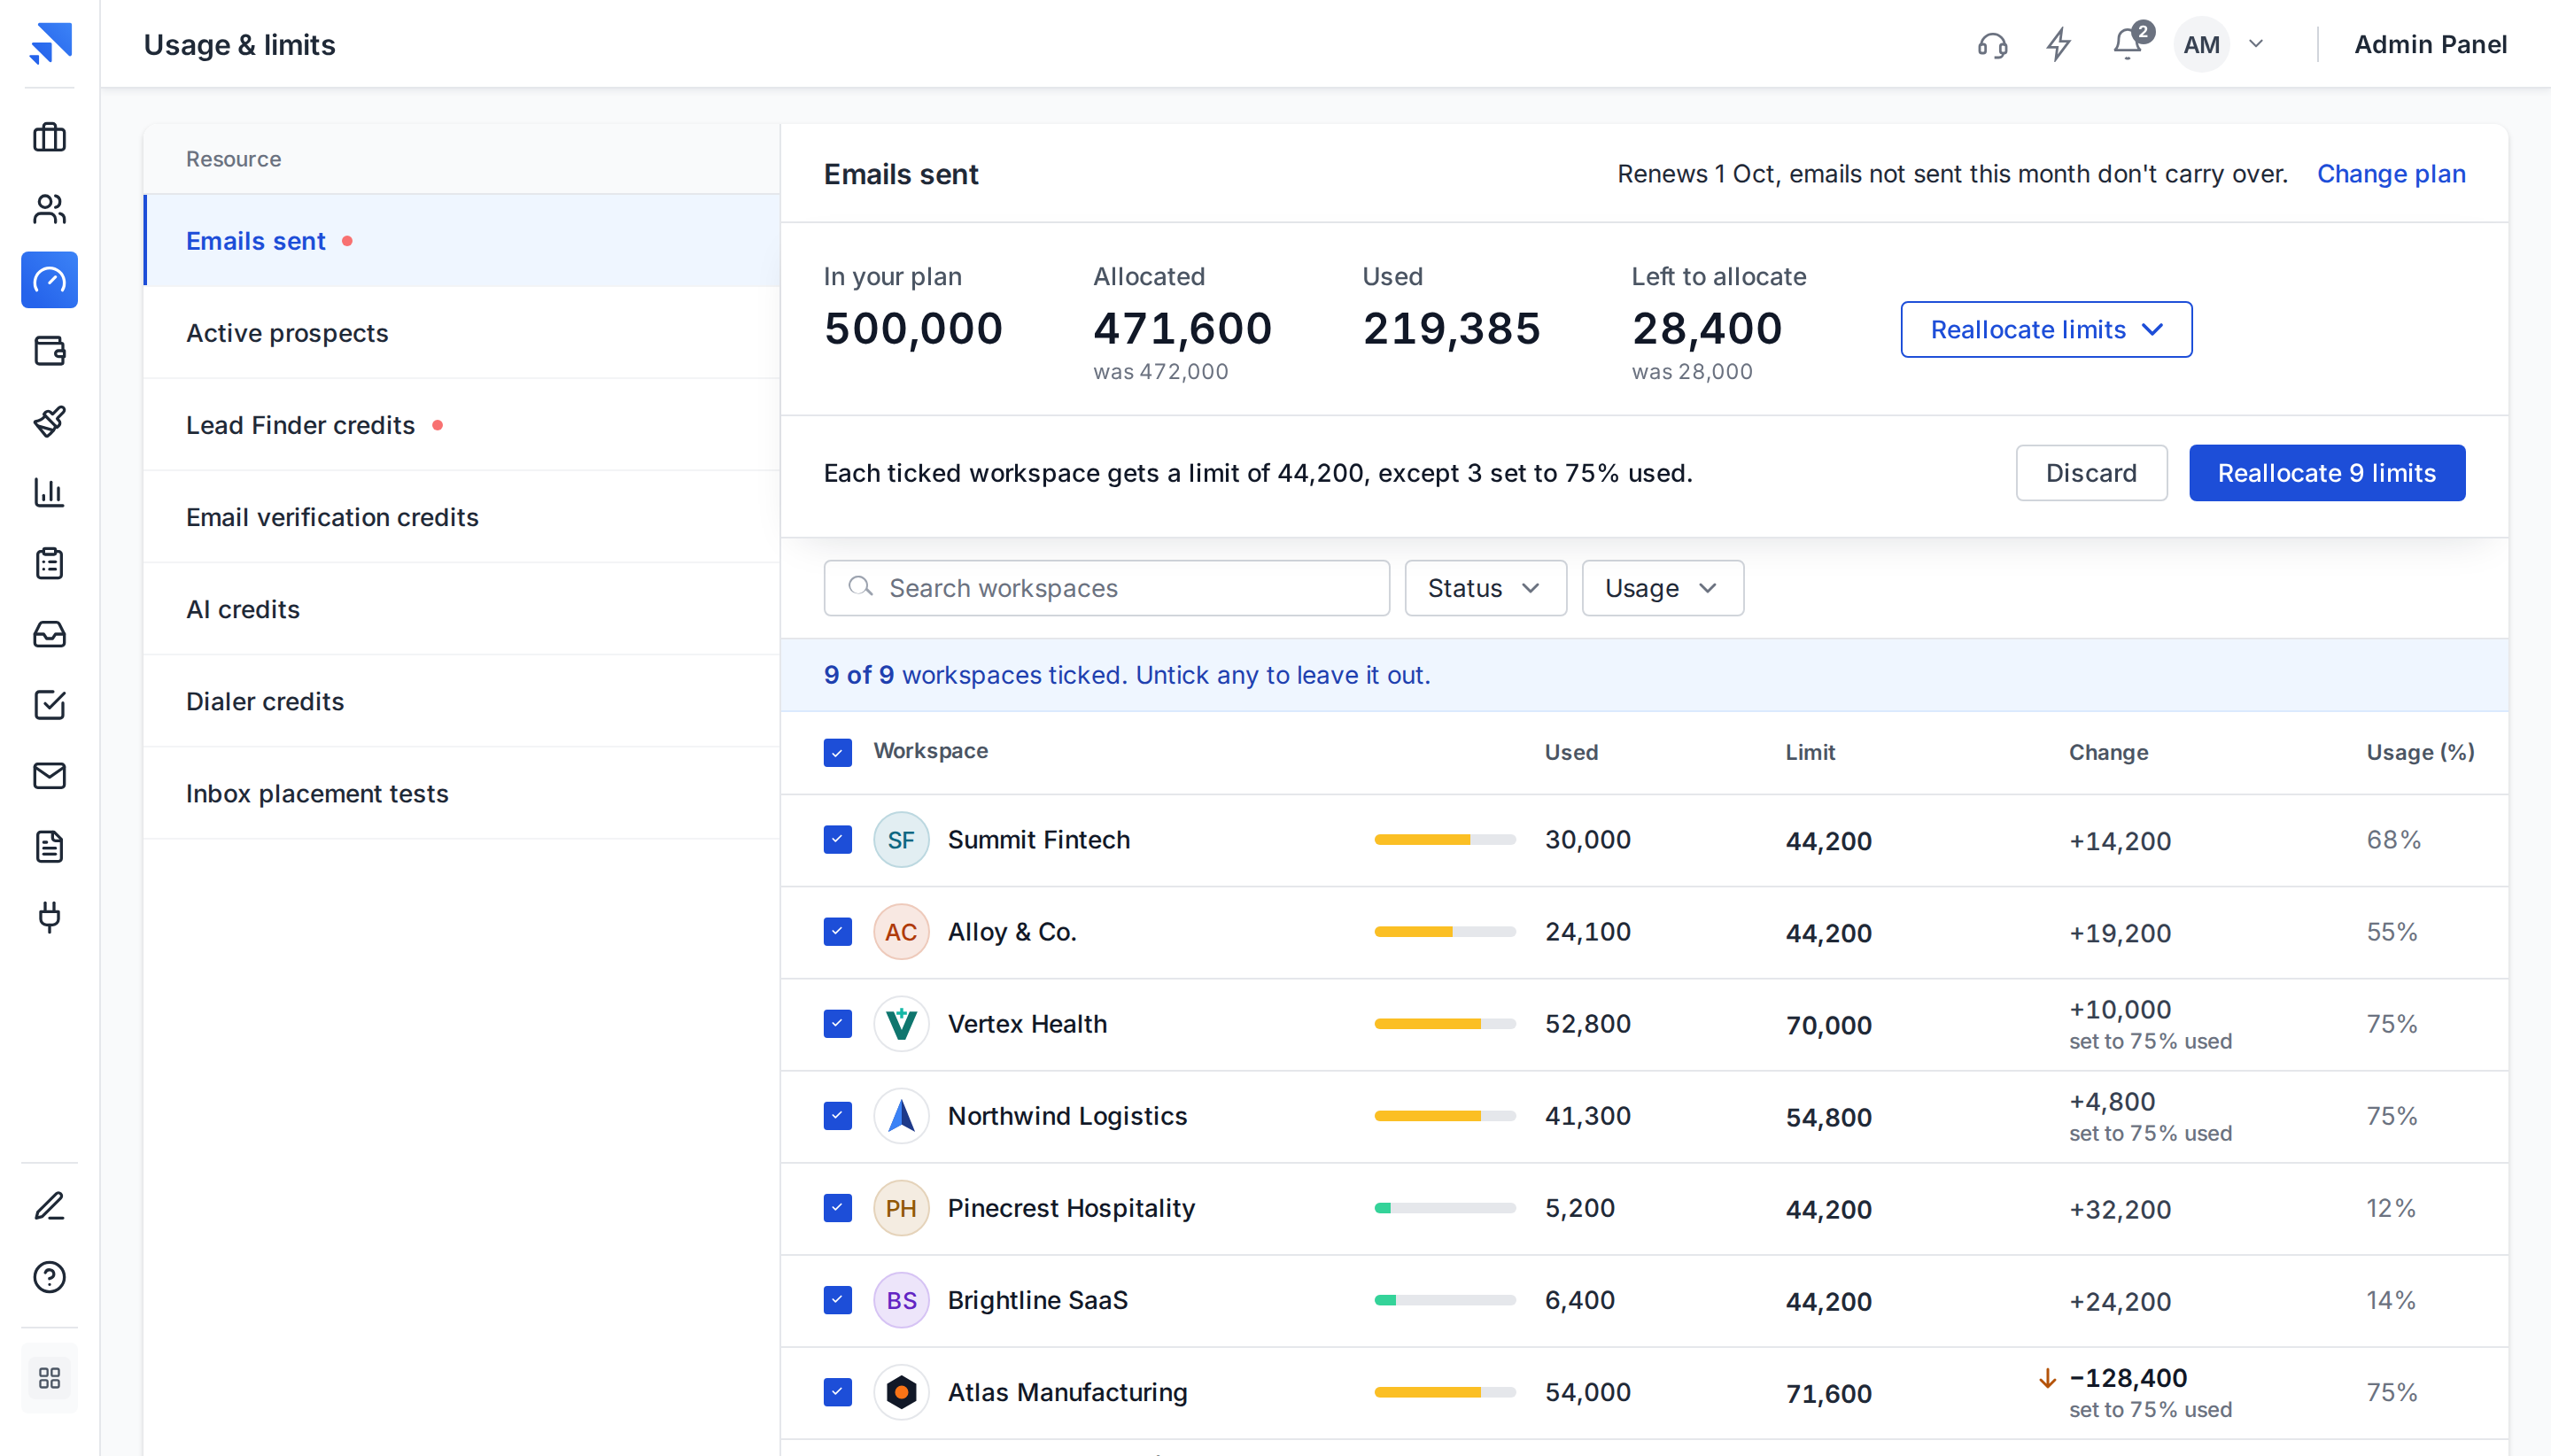 Usage & limits
2
AM
Admin Panel
Resource
Emails sent
Active prospects
Lead Finder credits
Email verification credits
AI credits
Dialer credits
Inbox placement tests
Emails sent
Renews 1 Oct, emails not sent this month don't carry over.
Change plan
In your plan
500,000
Allocated
471,600
was 472,000
Used
219,385
Left to allocate
28,400
was 28,000
Reallocate limits
Each ticked workspace gets a limit of 44,200, except 3 set to 75% used.
Discard
Reallocate 9 limits
Search workspaces
Status
Usage
9 of 9 workspaces ticked. Untick any to leave it out.
Workspace Used Limit Change Usage (%)
SF Summit Fintech 30,000 44,200 +14,200 68%
AC Alloy & Co. 24,100 44,200 +19,200 55%
Vertex Health 52,800 70,000 +10,000 75%
set to 75% used
Northwind Logistics 41,300 54,800 +4,800 75%
set to 75% used
PH Pinecrest Hospitality 5,200 44,200 +32,200 12%
BS Brightline SaaS 6,400 44,200 +24,200 14%
Atlas Manufacturing 54,000 71,600 −128,400 75%
set to 75% used